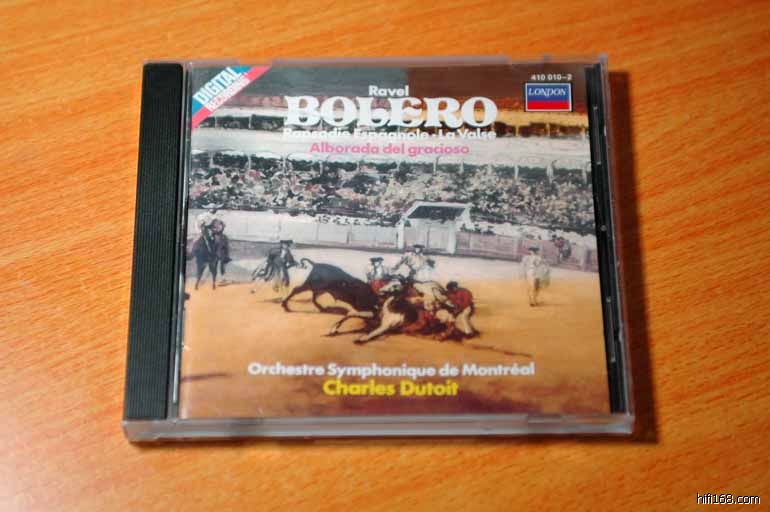 DIGITAL
RECORDING
410 010-2
LONDON
Ravel
BOLERO
Rapsodie Espagnole · La Valse
Alborada del gracioso
Orchestre Symphonique de Montréal
Charles Dutoit
hifi168.com